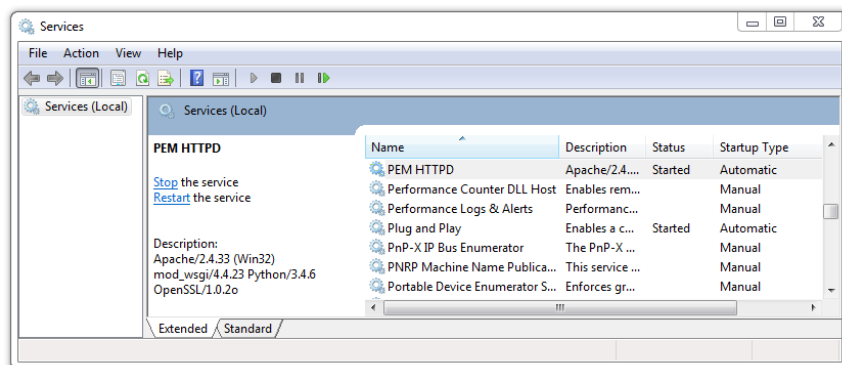 Services
File Action View Help
Services (Local)
Services (Local)
PEM HTTPD
Stop the service
Restart the service
Description:
Apache/2.4.33 (Win32)
mod_wsgi/4.4.23 Python/3.4.6
OpenSSL/1.0.2o
Name Description Status Startup Type
PEM HTTPD Apache/2.4.... Started Automatic
Performance Counter DLL Host Enables rem... Manual
Performance Logs & Alerts Performanc... Manual
Plug and Play Enables a c... Started Automatic
PnP-X IP Bus Enumerator The PnP-X ... Manual
PNRP Machine Name Publica... This service ... Manual
Portable Device Enumerator S... Enforces gr... Manual
Extended Standard